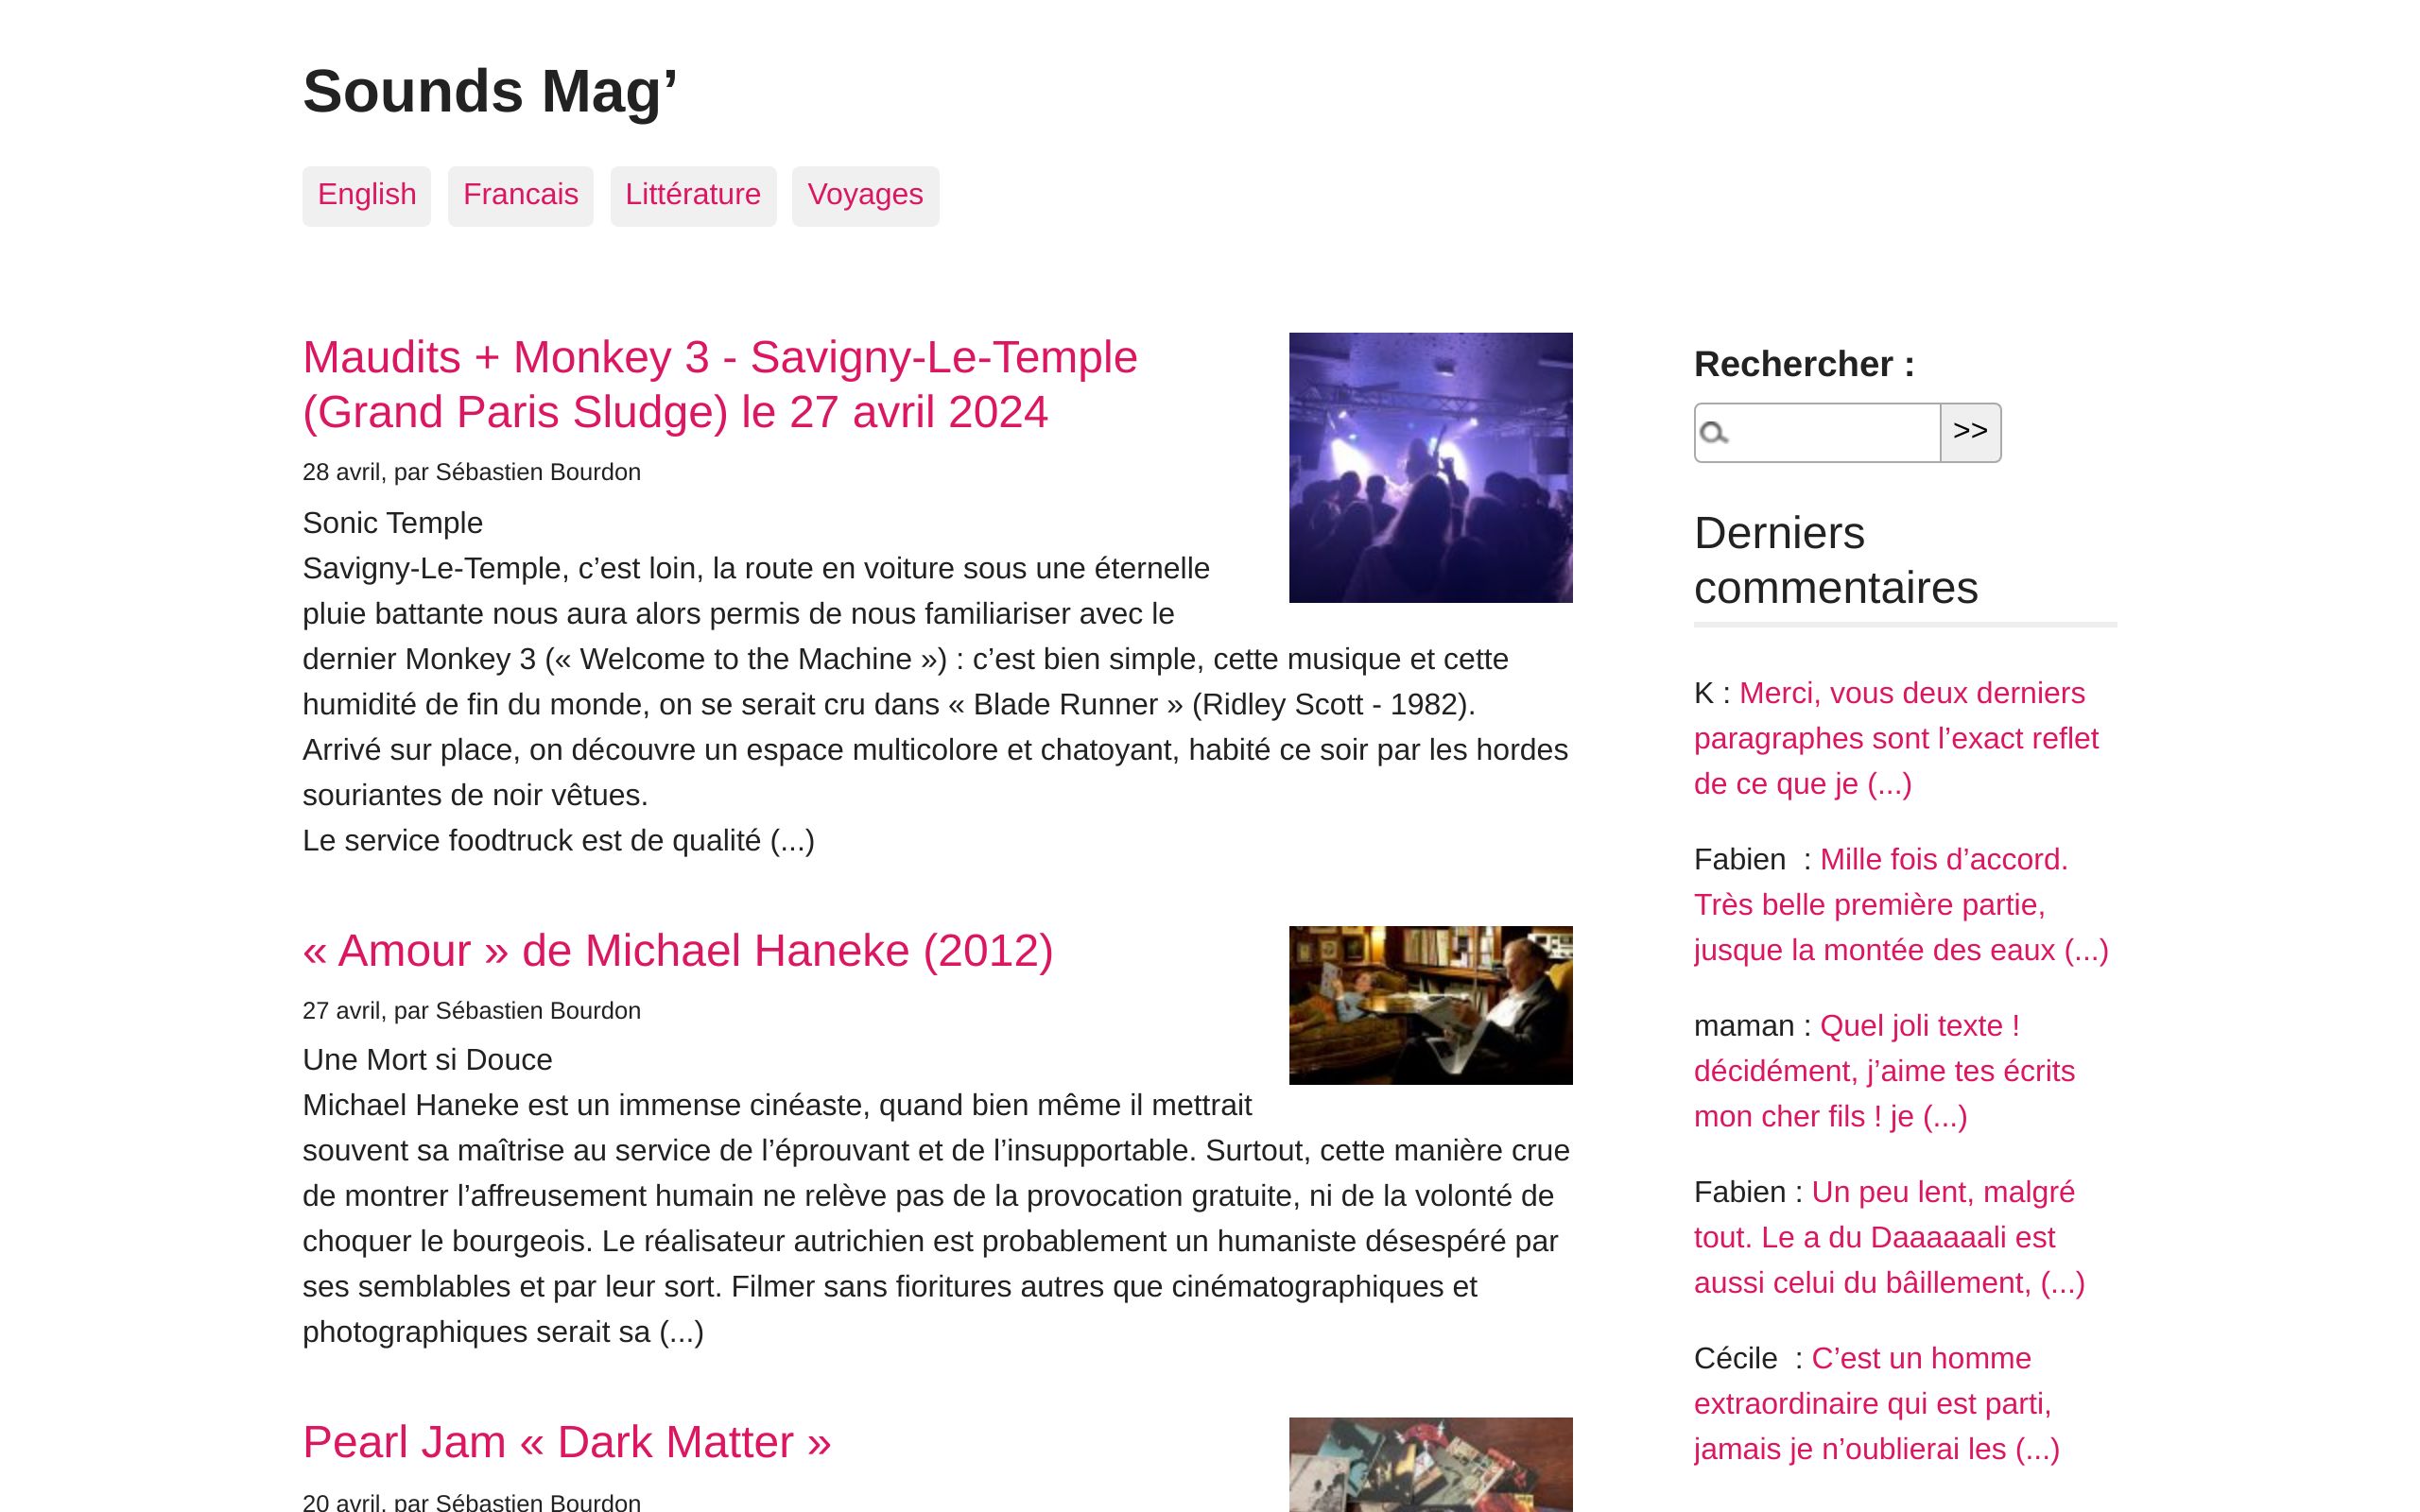 Sounds Mag’
English Francais Littérature Voyages
Maudits + Monkey 3 - Savigny-Le-Temple
(Grand Paris Sludge) le 27 avril 2024
28 avril, par Sébastien Bourdon
Sonic Temple
Savigny-Le-Temple, c’est loin, la route en voiture sous une éternelle
pluie battante nous aura alors permis de nous familiariser avec le
dernier Monkey 3 (« Welcome to the Machine ») : c’est bien simple, cette musique et cette
humidité de fin du monde, on se serait cru dans « Blade Runner » (Ridley Scott - 1982).
Arrivé sur place, on découvre un espace multicolore et chatoyant, habité ce soir par les hordes
souriantes de noir vêtues.
Le service foodtruck est de qualité (...)
« Amour » de Michael Haneke (2012)
27 avril, par Sébastien Bourdon
Une Mort si Douce
Michael Haneke est un immense cinéaste, quand bien même il mettrait
souvent sa maîtrise au service de l’éprouvant et de l’insupportable. Surtout, cette manière crue
de montrer l’affreusement humain ne relève pas de la provocation gratuite, ni de la volonté de
choquer le bourgeois. Le réalisateur autrichien est probablement un humaniste désespéré par
ses semblables et par leur sort. Filmer sans fioritures autres que cinématographiques et
photographiques serait sa (...)
Pearl Jam « Dark Matter »
20 avril, par Sébastien Bourdon
Rechercher :
>>
Derniers
commentaires
K : Merci, vous deux derniers
paragraphes sont l’exact reflet
de ce que je (...)
Fabien  : Mille fois d’accord.
Très belle première partie,
jusque la montée des eaux (...)
maman : Quel joli texte !
décidément, j’aime tes écrits
mon cher fils ! je (...)
Fabien : Un peu lent, malgré
tout. Le a du Daaaaaali est
aussi celui du bâillement, (...)
Cécile  : C’est un homme
extraordinaire qui est parti,
jamais je n’oublierai les (...)